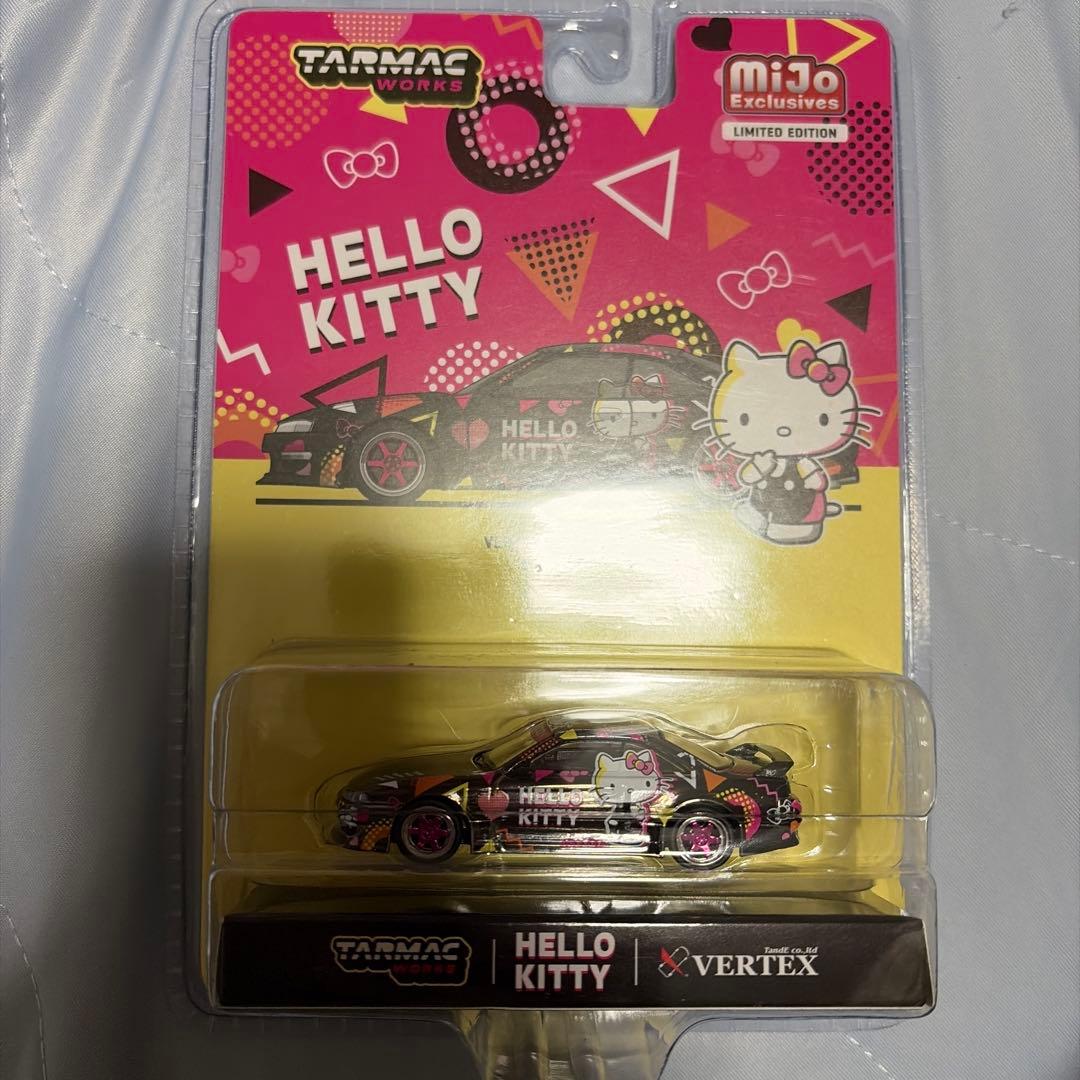 TARMAC
WORKS
MiJo
Exclusives
LIMITED EDITION
HELLO
KITTY
HELLO
KITTY
HELLO
KITTY
TARMAC
WORKS
HELLO
KITTY
TandE co.,ltd
VERTEX